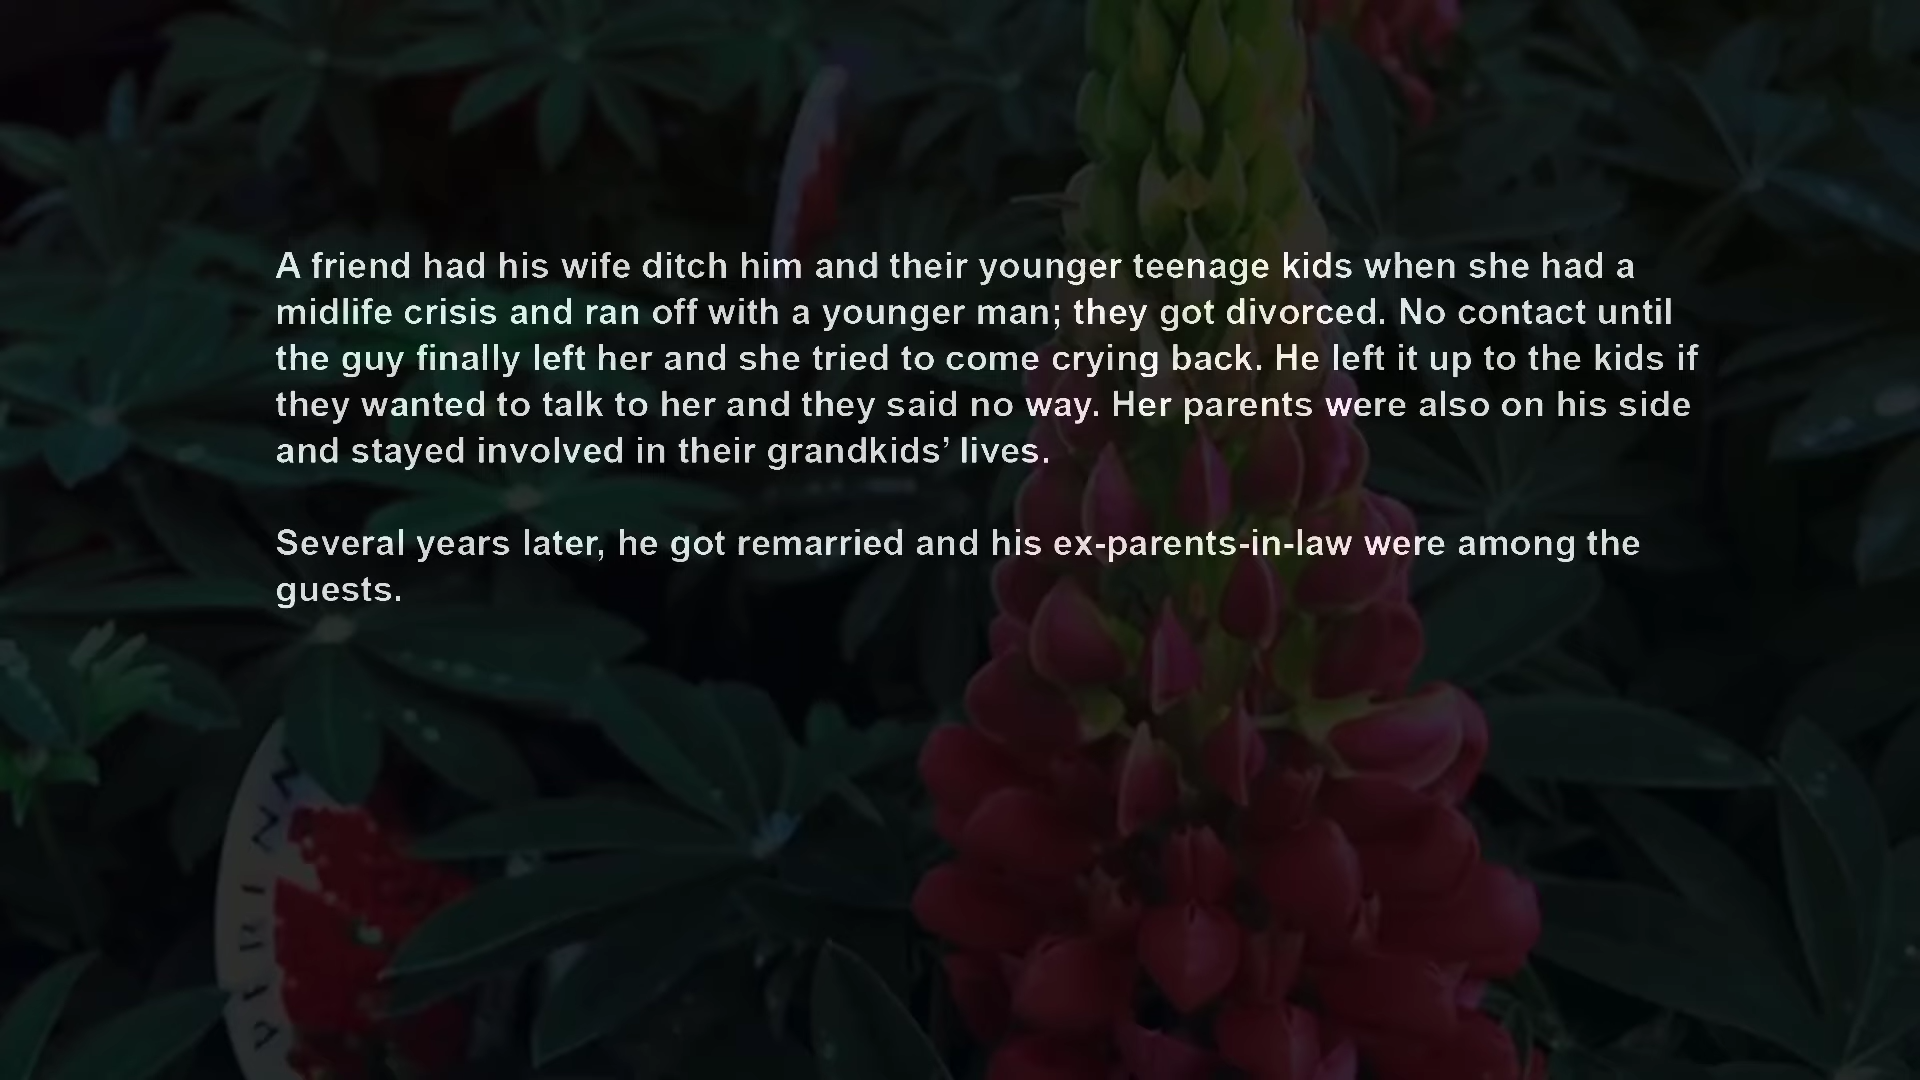 A friend had his wife ditch him and their younger teenage kids when she had a
midlife crisis and ran off with a younger man; they got divorced. No contact until
the guy finally left her and she tried to come crying back. He left it up to the kids if
they wanted to talk to her and they said no way. Her parents were also on his side
and stayed involved in their grandkids’ lives.
Several years later, he got remarried and his ex-parents-in-law were among the
guests.